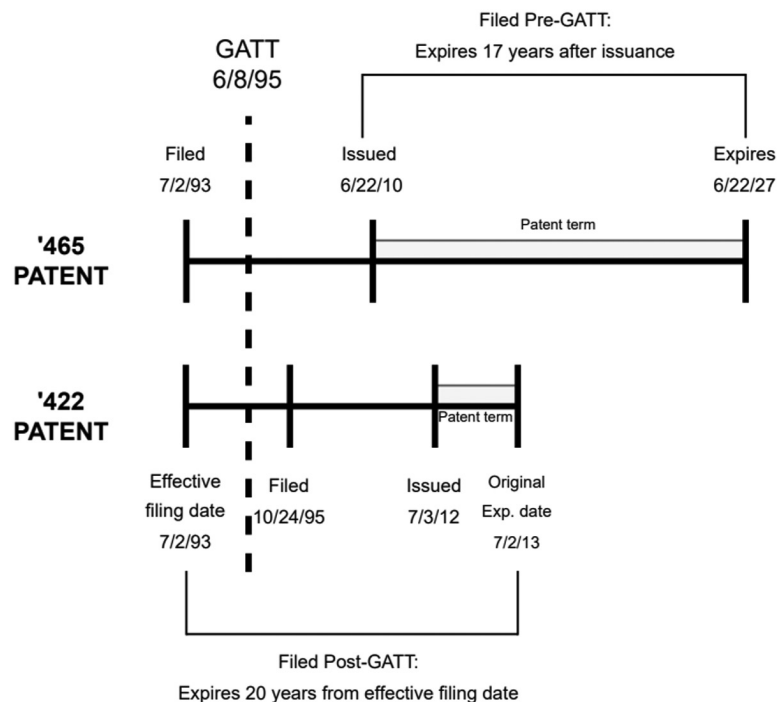 Filed Pre-GATT:
Expires 17 years after issuance
GATT
6/8/95
Filed
7/2/93
Issued
6/22/10
Expires
6/22/27
Patent term
'465
PATENT
'422
PATENT
Patent term
Effective
filing date
7/2/93
Filed
10/24/95
Issued
7/3/12
Original
Exp. date
7/2/13
Filed Post-GATT:
Expires 20 years from effective filing date